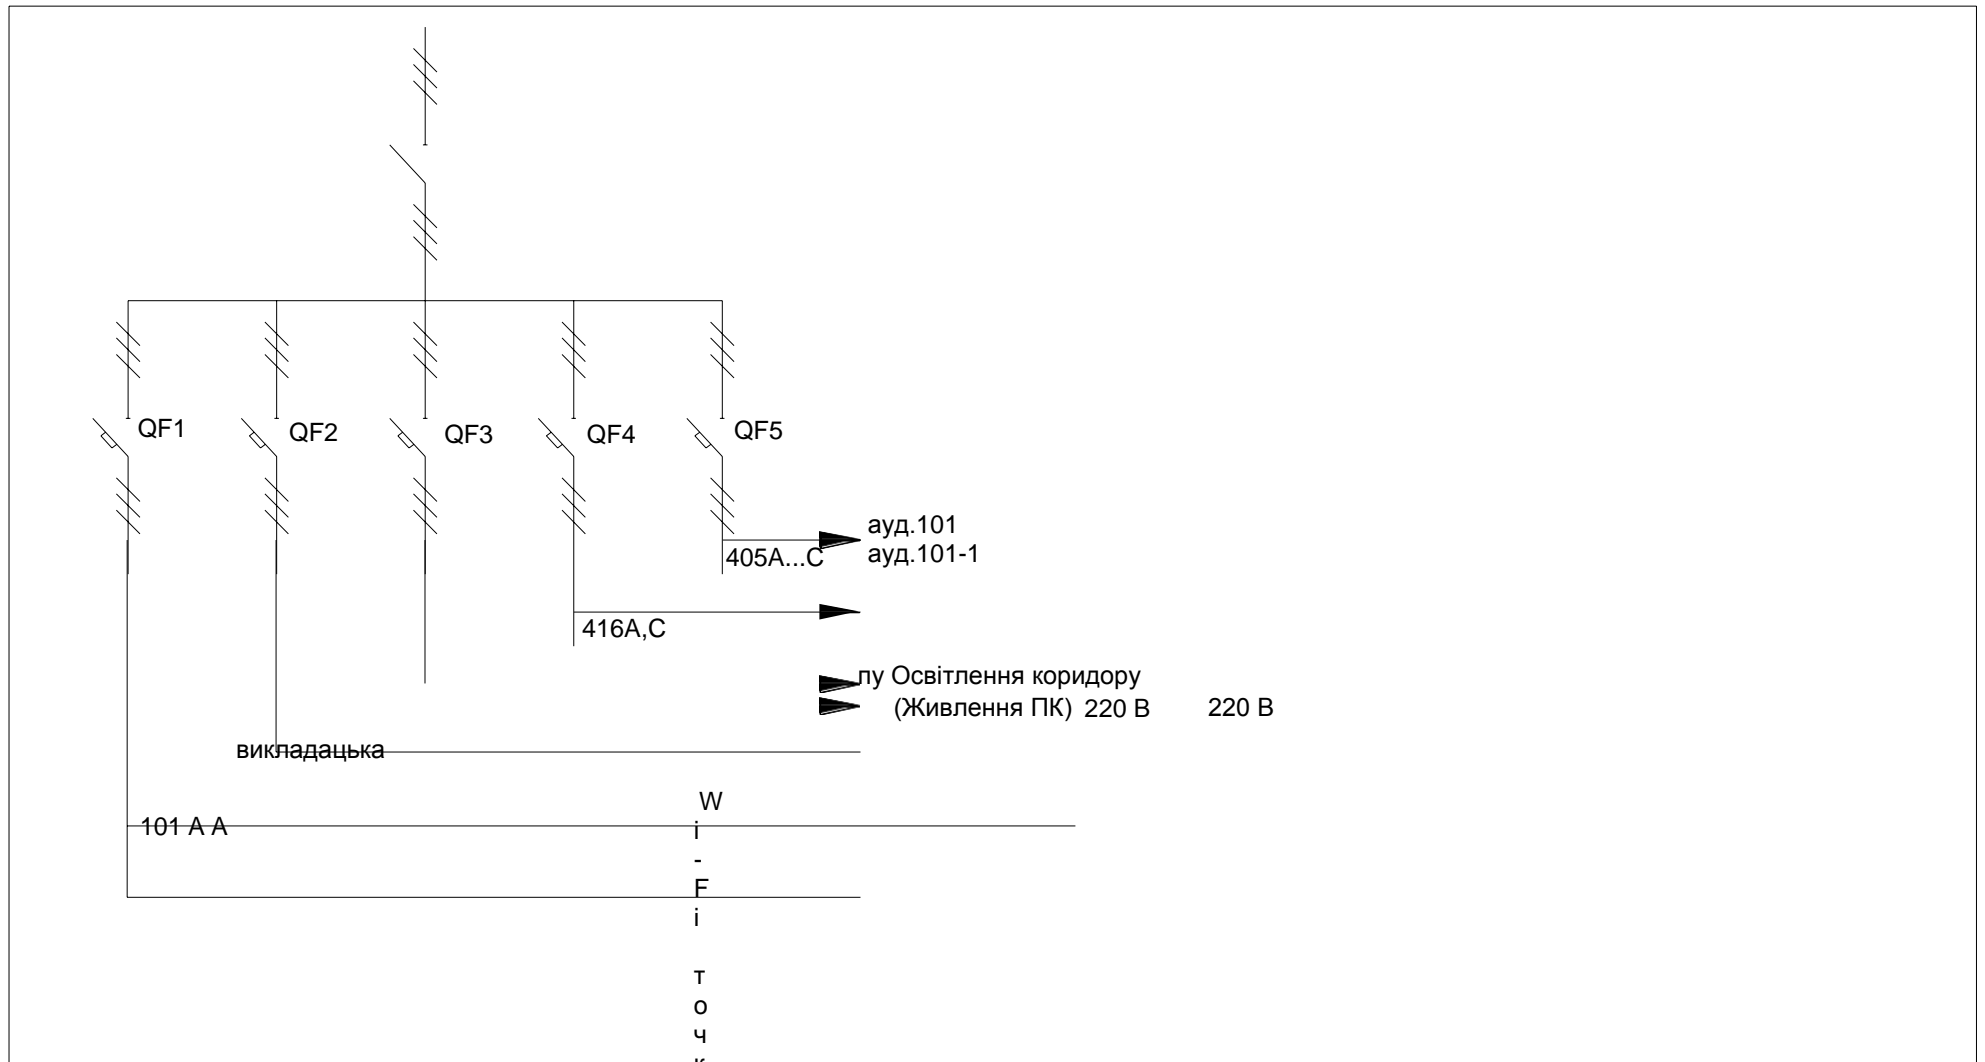 QF1
QF2
QF3
QF4
QF5
ауд.101
405А...С
ауд.101-1
416А,С
пу Освітлення коридору
(Живлення ПК) 220 В 220 В
викладацька
101 А А
W
і
-
F
і
т
о
ч